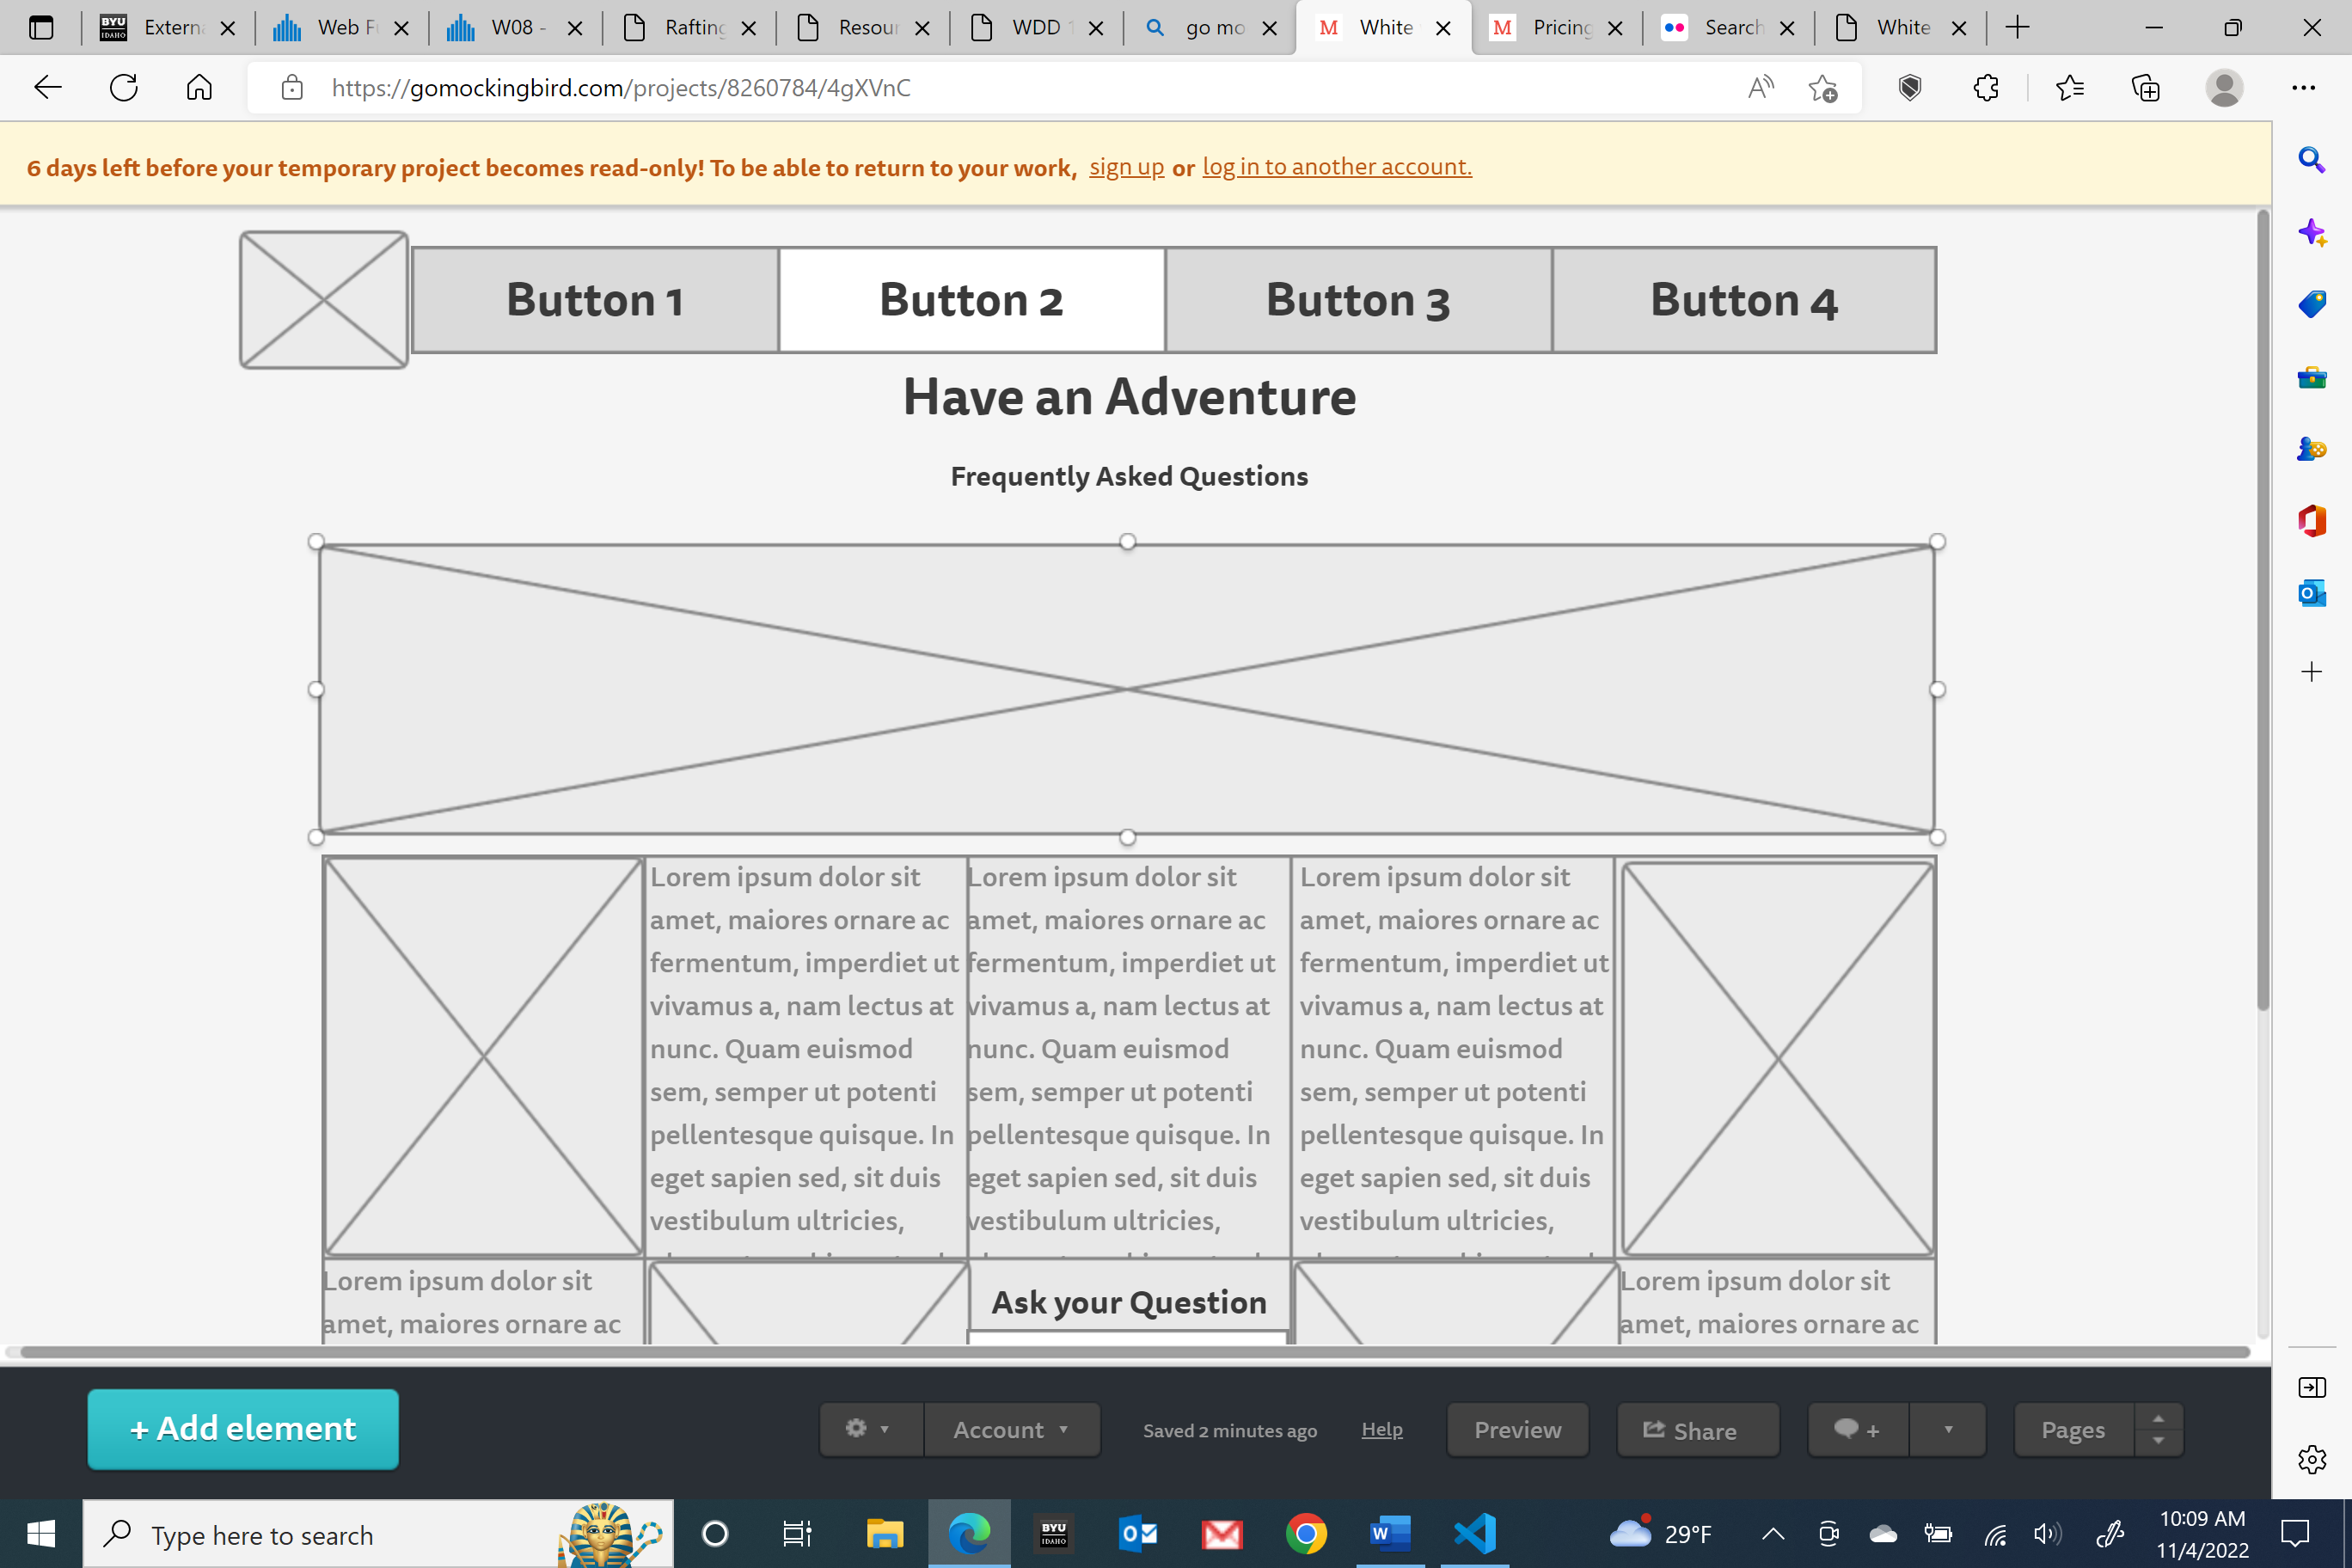 Extern
Web F
W08 -
Rafting
Resour
WDD 1
go mo
White
Pricing
Search
White
https://gomockingbird.com/projects/8260784/4gXVnC
6 days left before your temporary project becomes read-only! To be able to return to your work, sign up or log in to another account.
Button 1
Button 2
Button 3
Button 4
Have an Adventure
Frequently Asked Questions
Lorem ipsum dolor sit
amet, maiores ornare ac
fermentum, imperdiet ut
vivamus a, nam lectus at
nunc. Quam euismod
sem, semper ut potenti
pellentesque quisque. In
eget sapien sed, sit duis
vestibulum ultricies,
Lorem ipsum dolor sit
amet, maiores ornare ac
fermentum, imperdiet ut
vivamus a, nam lectus at
nunc. Quam euismod
sem, semper ut potenti
pellentesque quisque. In
eget sapien sed, sit duis
vestibulum ultricies,
Lorem ipsum dolor sit
amet, maiores ornare ac
fermentum, imperdiet ut
vivamus a, nam lectus at
nunc. Quam euismod
sem, semper ut potenti
pellentesque quisque. In
eget sapien sed, sit duis
vestibulum ultricies,
Lorem ipsum dolor sit
amet, maiores ornare ac
Ask your Question
Lorem ipsum dolor sit
amet, maiores ornare ac
+ Add element
Account
Saved 2 minutes ago
Help
Preview
Share
+
Pages
Type here to search
BYU
IDAHO
29°F
10:09 AM
11/4/2022